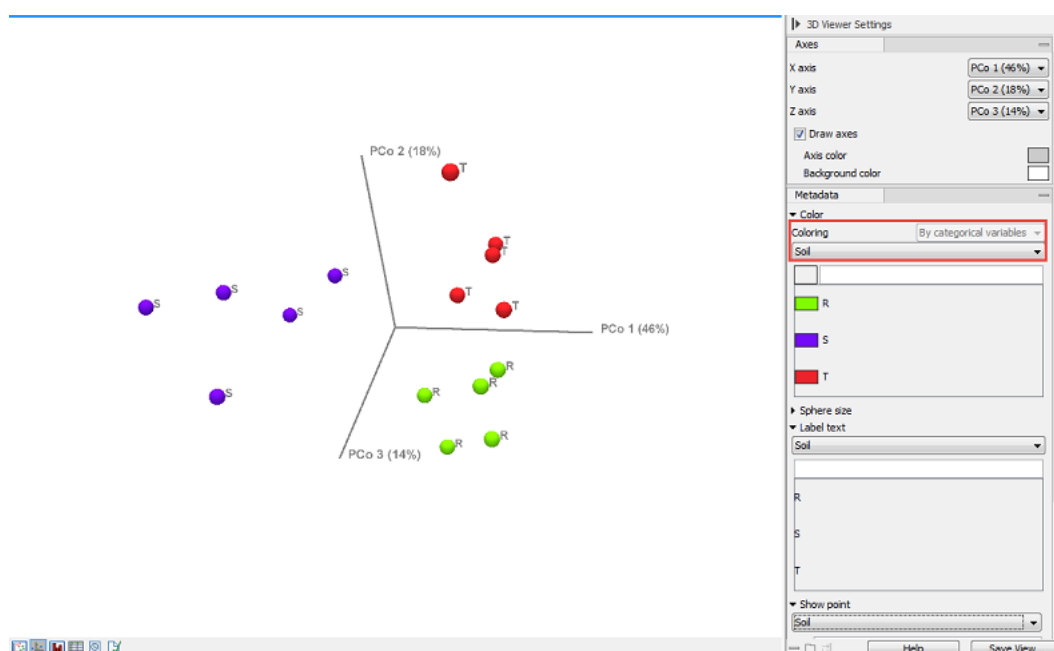 3D Viewer Settings
Axes
X axis PCo 1 (46%)
Y axis PCo 2 (18%)
Z axis PCo 3 (14%)
Draw axes
Axis color
Background color
Metadata
Color
Coloring By categorical variables
Soil
R
S
T
Sphere size
Label text
Soil
R
S
T
Show point
Soil
Help Save View
PCo 2 (18%)
T
T
T
T
T
S
S
S
S
S
PCo 1 (46%)
R
R
R
R
R
PCo 3 (14%)